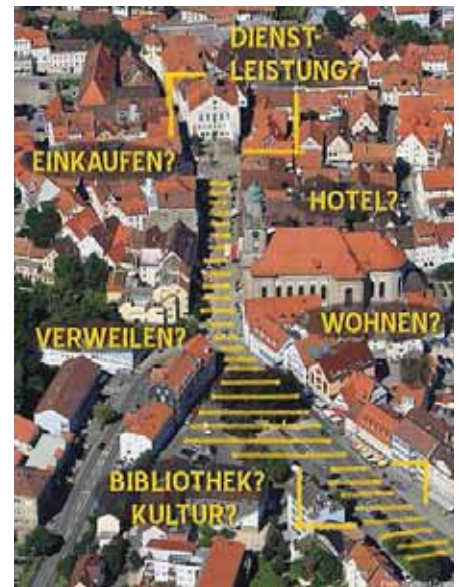 DIENST-
LEISTUNG?
EINKAUFEN?
HOTEL?
VERWEILEN?
WOHNEN?
BIBLIOTHEK?
KULTUR?